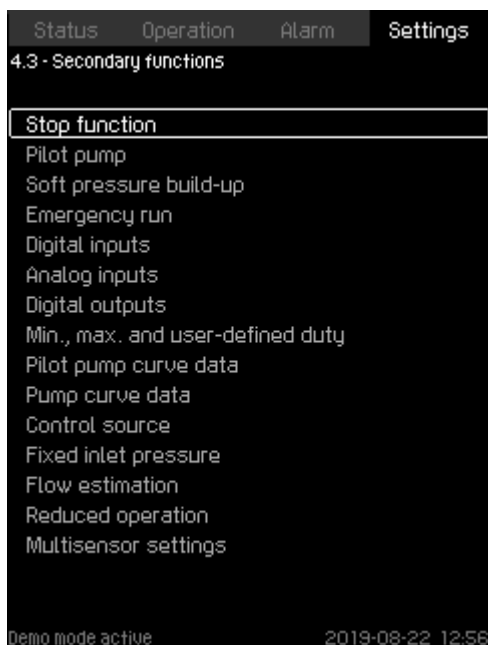 Status Operation Alarm Settings
4.3 - Secondary functions
Stop function
Pilot pump
Soft pressure build-up
Emergency run
Digital inputs
Analog inputs
Digital outputs
Min., max. and user-defined duty
Pilot pump curve data
Pump curve data
Control source
Fixed inlet pressure
Flow estimation
Reduced operation
Multisensor settings
Demo mode active 2019-08-22 12:56